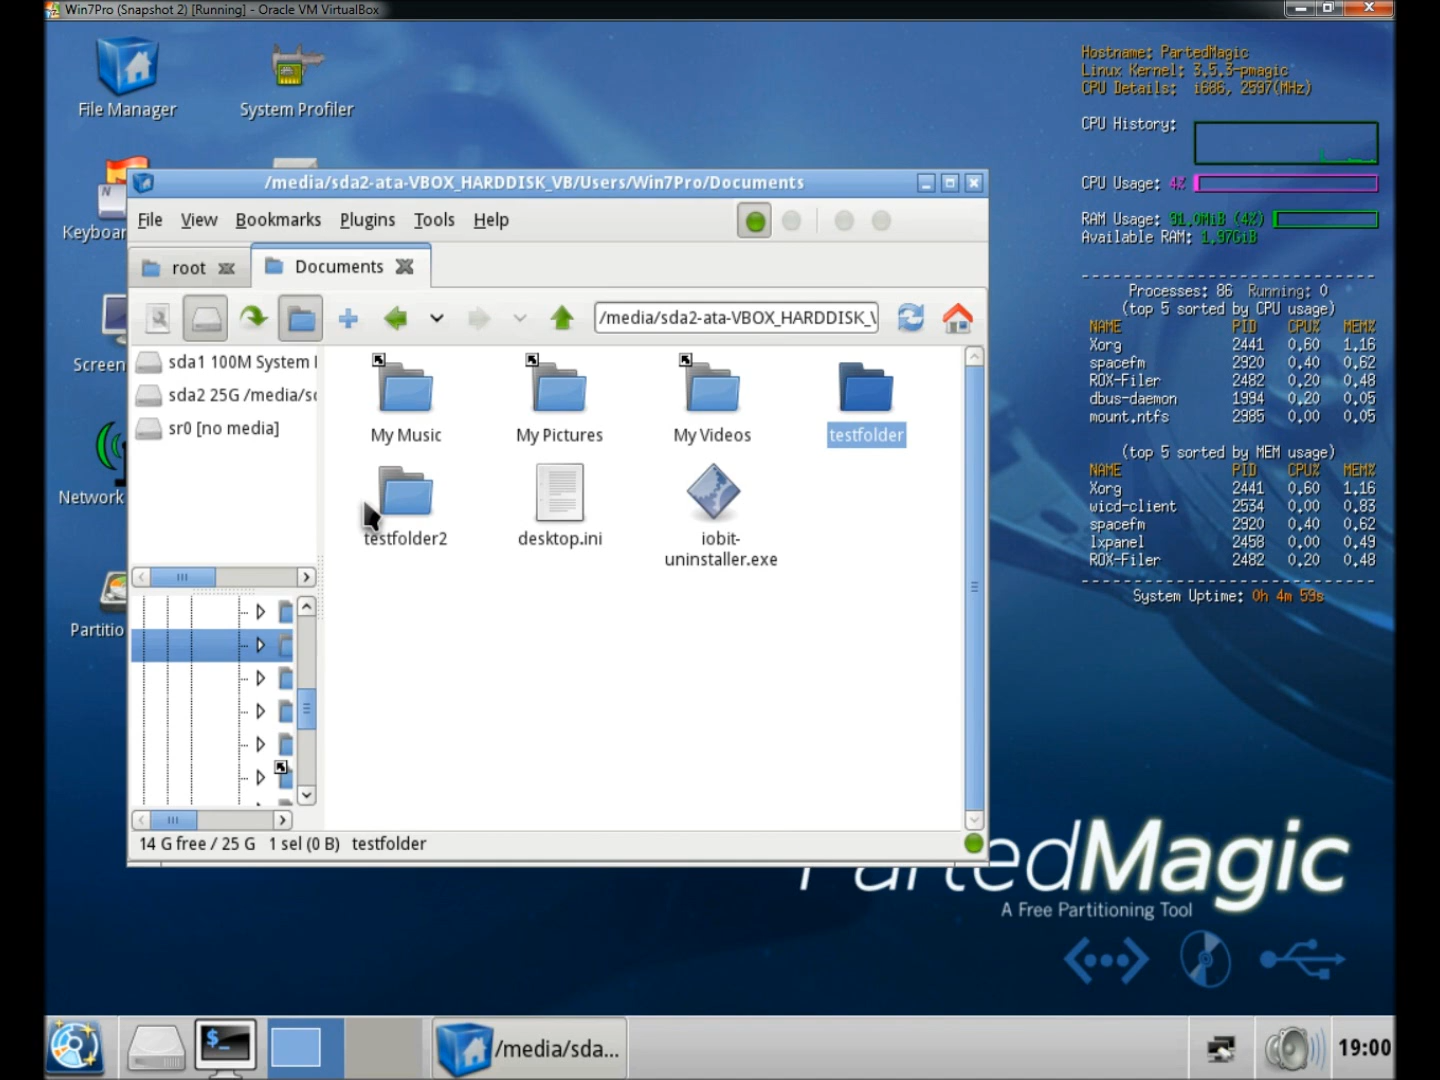 Win7Pro (Snapshot 2) [Running] - Oracle VM VirtualBox
File Manager
System Profiler
Hostname: PartedMagic
Linux Kernel: 3.5.3-pmagic
CPU Details: i686, 2597(MHz)
CPU History:
CPU Usage: 4%
RAM Usage: 91.0MiB (4%)
Available RAM: 1.97GiB
Processes: 86 Running: 0
(top 5 sorted by CPU usage)
NAME PID CPU% MEM%
Xorg 2441 0.60 1.16
spacefm 2920 0.40 0.62
ROX-Filer 2482 0.20 0.48
dbus-daemon 1994 0.20 0.05
mount.ntfs 2985 0.00 0.05
(top 5 sorted by MEM usage)
NAME PID CPU% MEM%
Xorg 2441 0.60 1.16
wicd-client 2534 0.00 0.83
spacefm 2920 0.40 0.62
lxpanel 2458 0.00 0.49
ROX-Filer 2482 0.20 0.48
System Uptime: 0h 4m 59s
N
Keyboar
Screen
Network
Partitio
/media/sda2-ata-VBOX_HARDDISK_VB/Users/Win7Pro/Documents
File View Bookmarks Plugins Tools Help
root Documents
/media/sda2-ata-VBOX_HARDDISK_\
sda1 100M System
sda2 25G /media/s
sr0 [no media]
My Music
My Pictures
My Videos
testfolder
testfolder2
desktop.ini
iobit-
uninstaller.exe
14 G free / 25 G 1 sel (0 B) testfolder
PartedMagic
A Free Partitioning Tool
$_
/media/sda...
19:00